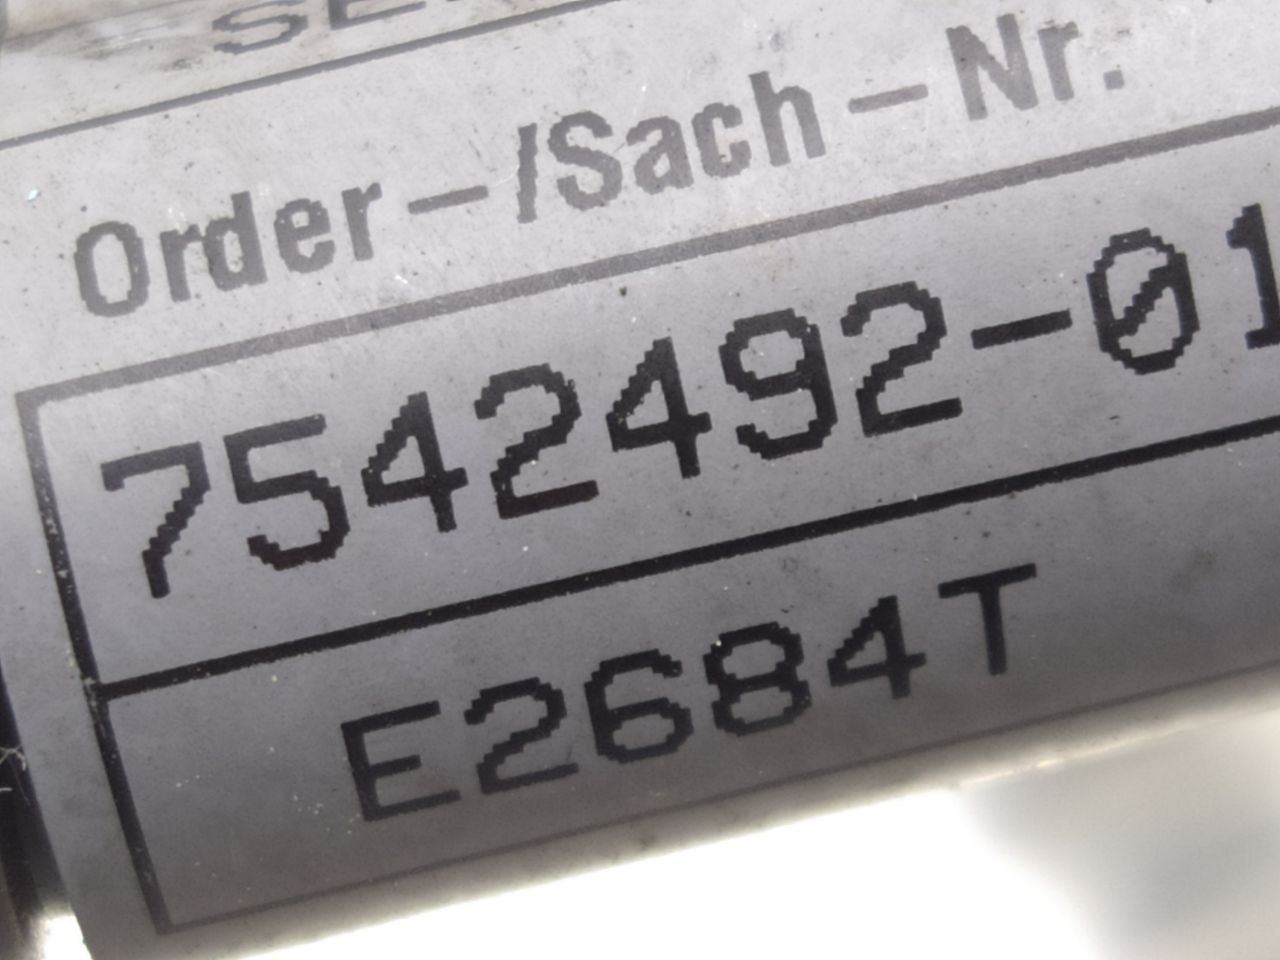 Order-/Sach-Nr.
7542492-01
E2684T